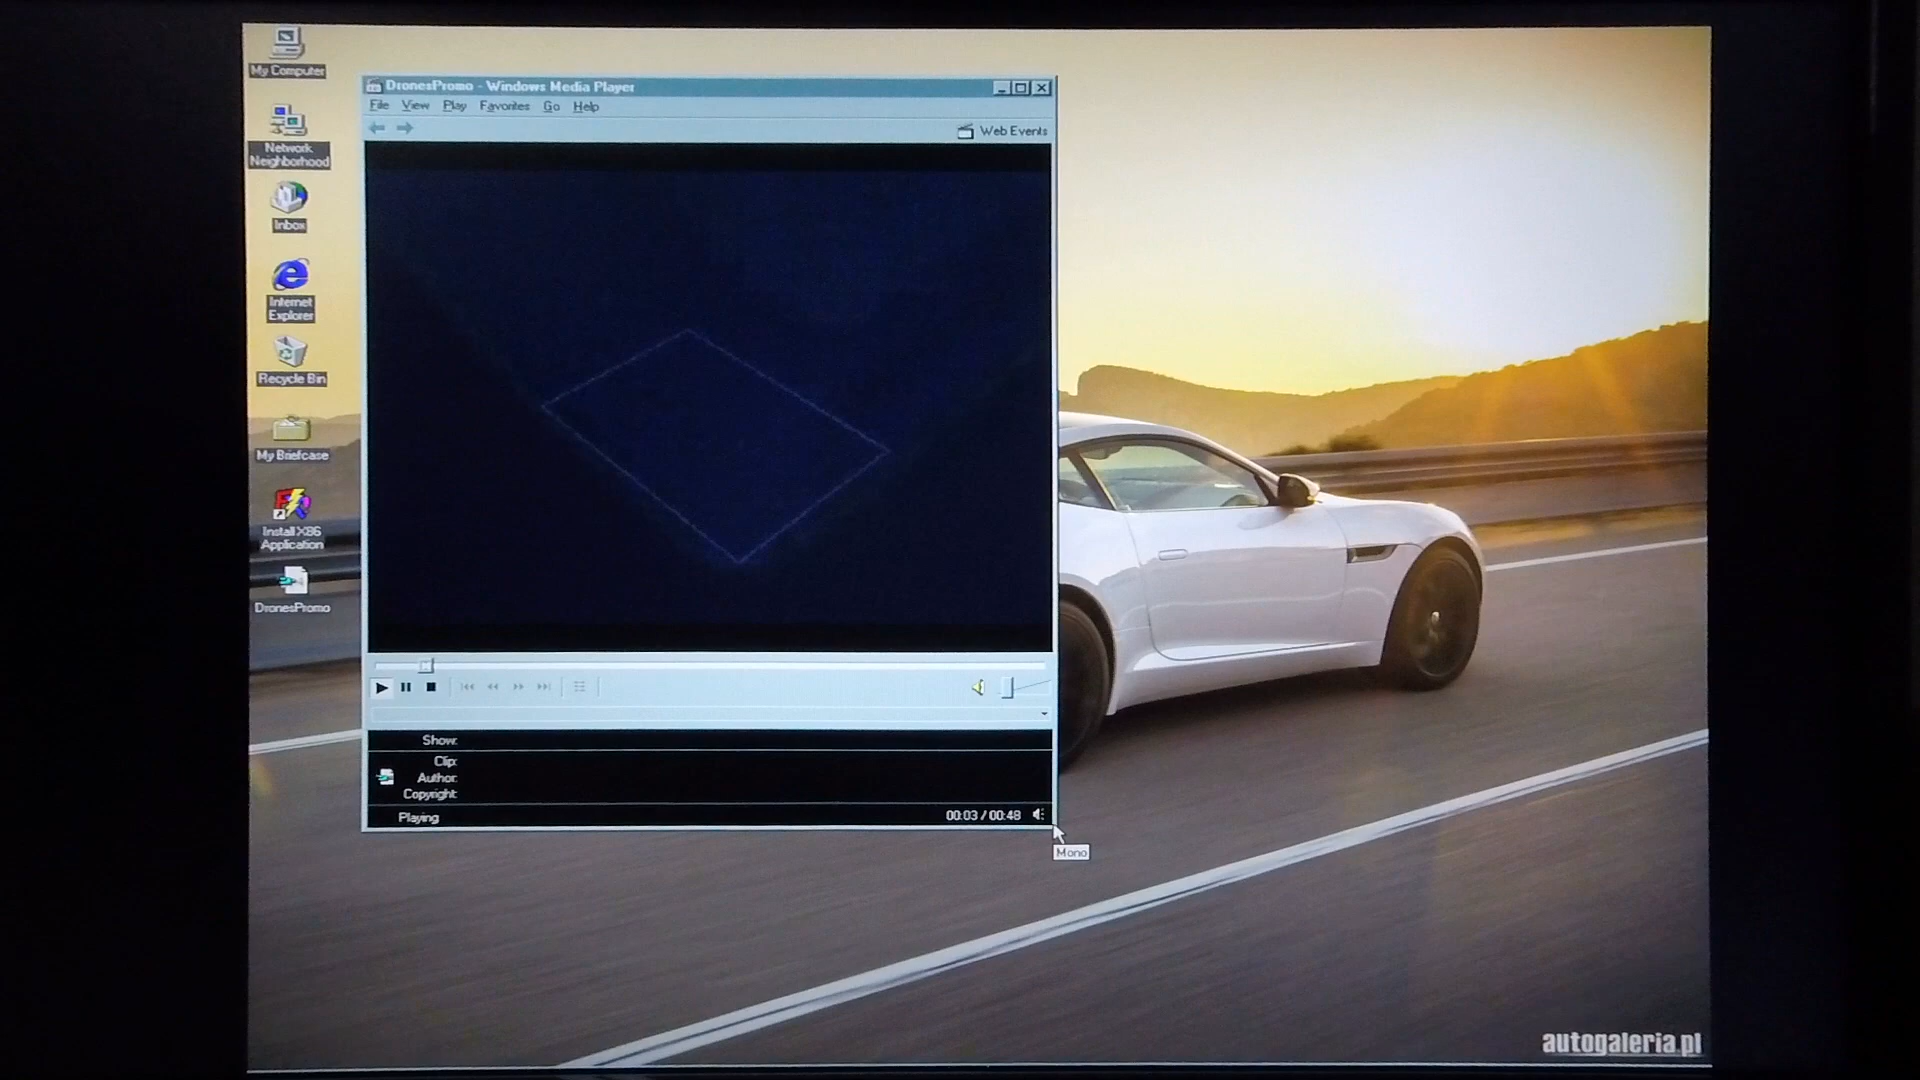 My Computer
Network
Neighborhood
Inbox
Internet
Explorer
Recycle Bin
My Briefcase
Install X86
Application
DronesPromo
DronesPromo - Windows Media Player
File View Play Favorites Go Help
Web Events
Show:
Clip:
Author:
Copyright:
Playing
00:03 / 00:48
Mono
autogaleria.pl